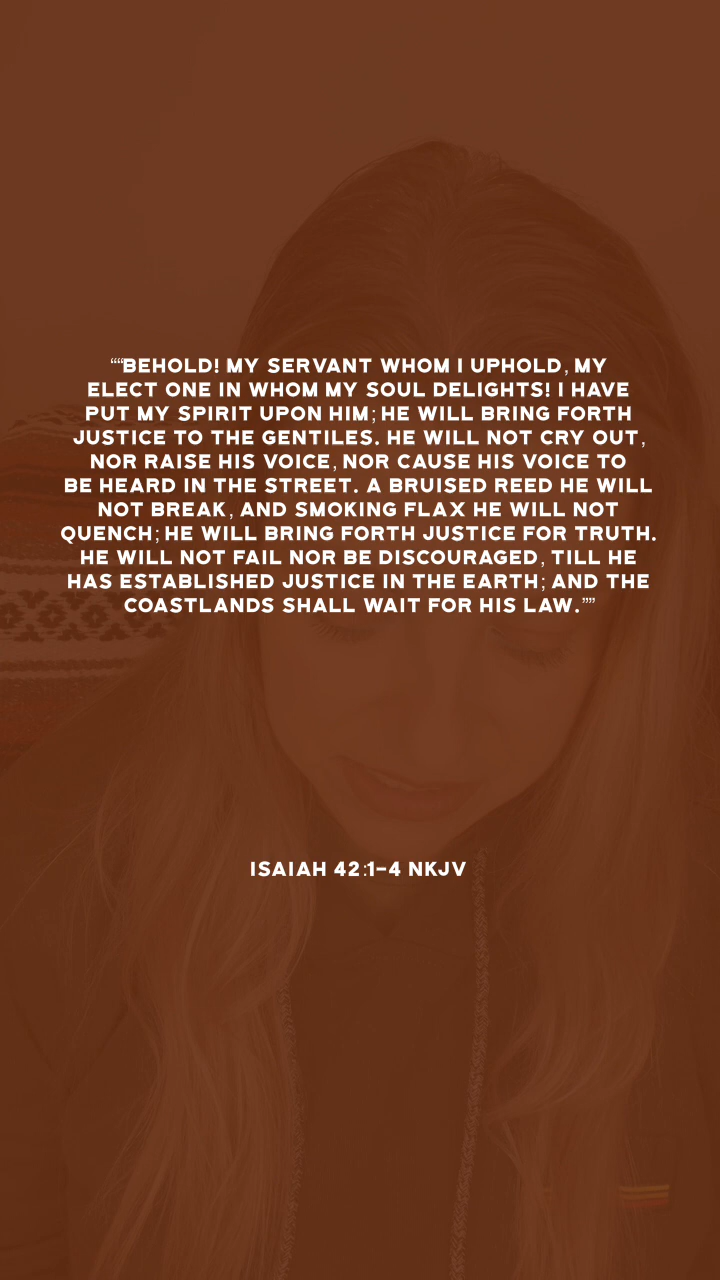 ““BEHOLD! MY SERVANT WHOM I UPHOLD, MY
ELECT ONE IN WHOM MY SOUL DELIGHTS! I HAVE
PUT MY SPIRIT UPON HIM; HE WILL BRING FORTH
JUSTICE TO THE GENTILES. HE WILL NOT CRY OUT,
NOR RAISE HIS VOICE, NOR CAUSE HIS VOICE TO
BE HEARD IN THE STREET. A BRUISED REED HE WILL
NOT BREAK, AND SMOKING FLAX HE WILL NOT
QUENCH; HE WILL BRING FORTH JUSTICE FOR TRUTH.
HE WILL NOT FAIL NOR BE DISCOURAGED, TILL HE
HAS ESTABLISHED JUSTICE IN THE EARTH; AND THE
COASTLANDS SHALL WAIT FOR HIS LAW.””
ISAIAH 42:1-4 NKJV